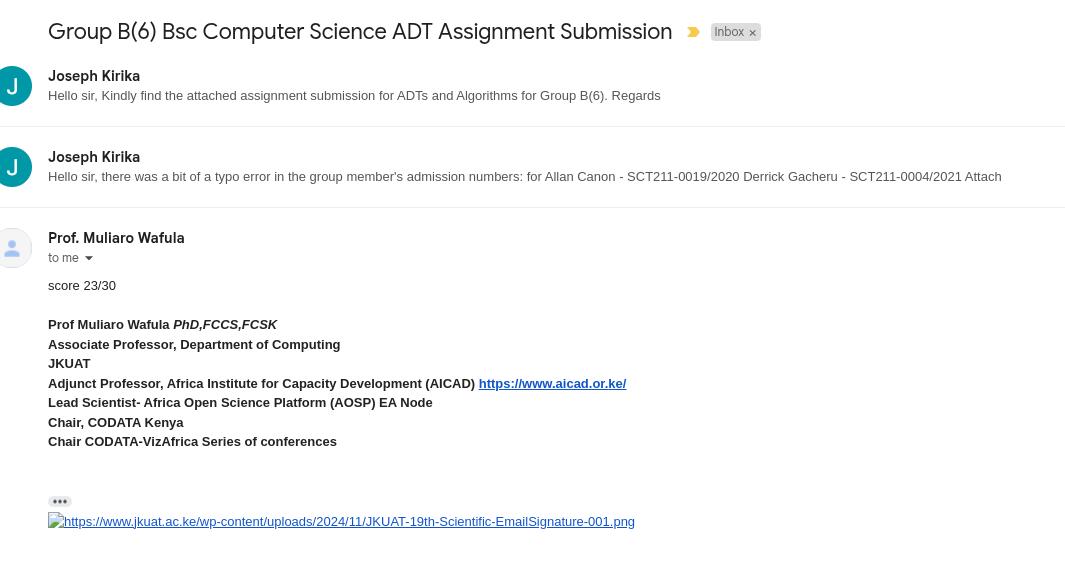 Group B(6) Bsc Computer Science ADT Assignment Submission Inbox ×
J
Joseph Kirika
Hello sir, Kindly find the attached assignment submission for ADTs and Algorithms for Group B(6). Regards
J
Joseph Kirika
Hello sir, there was a bit of a typo error in the group member's admission numbers: for Allan Canon - SCT211-0019/2020 Derrick Gacheru - SCT211-0004/2021 Attach
Prof. Muliaro Wafula
to me
score 23/30
Prof Muliaro Wafula PhD,FCCS,FCSK
Associate Professor, Department of Computing
JKUAT
Adjunct Professor, Africa Institute for Capacity Development (AICAD) https://www.aicad.or.ke/
Lead Scientist- Africa Open Science Platform (AOSP) EA Node
Chair, CODATA Kenya
Chair CODATA-VizAfrica Series of conferences
•••
https://www.jkuat.ac.ke/wp-content/uploads/2024/11/JKUAT-19th-Scientific-EmailSignature-001.png